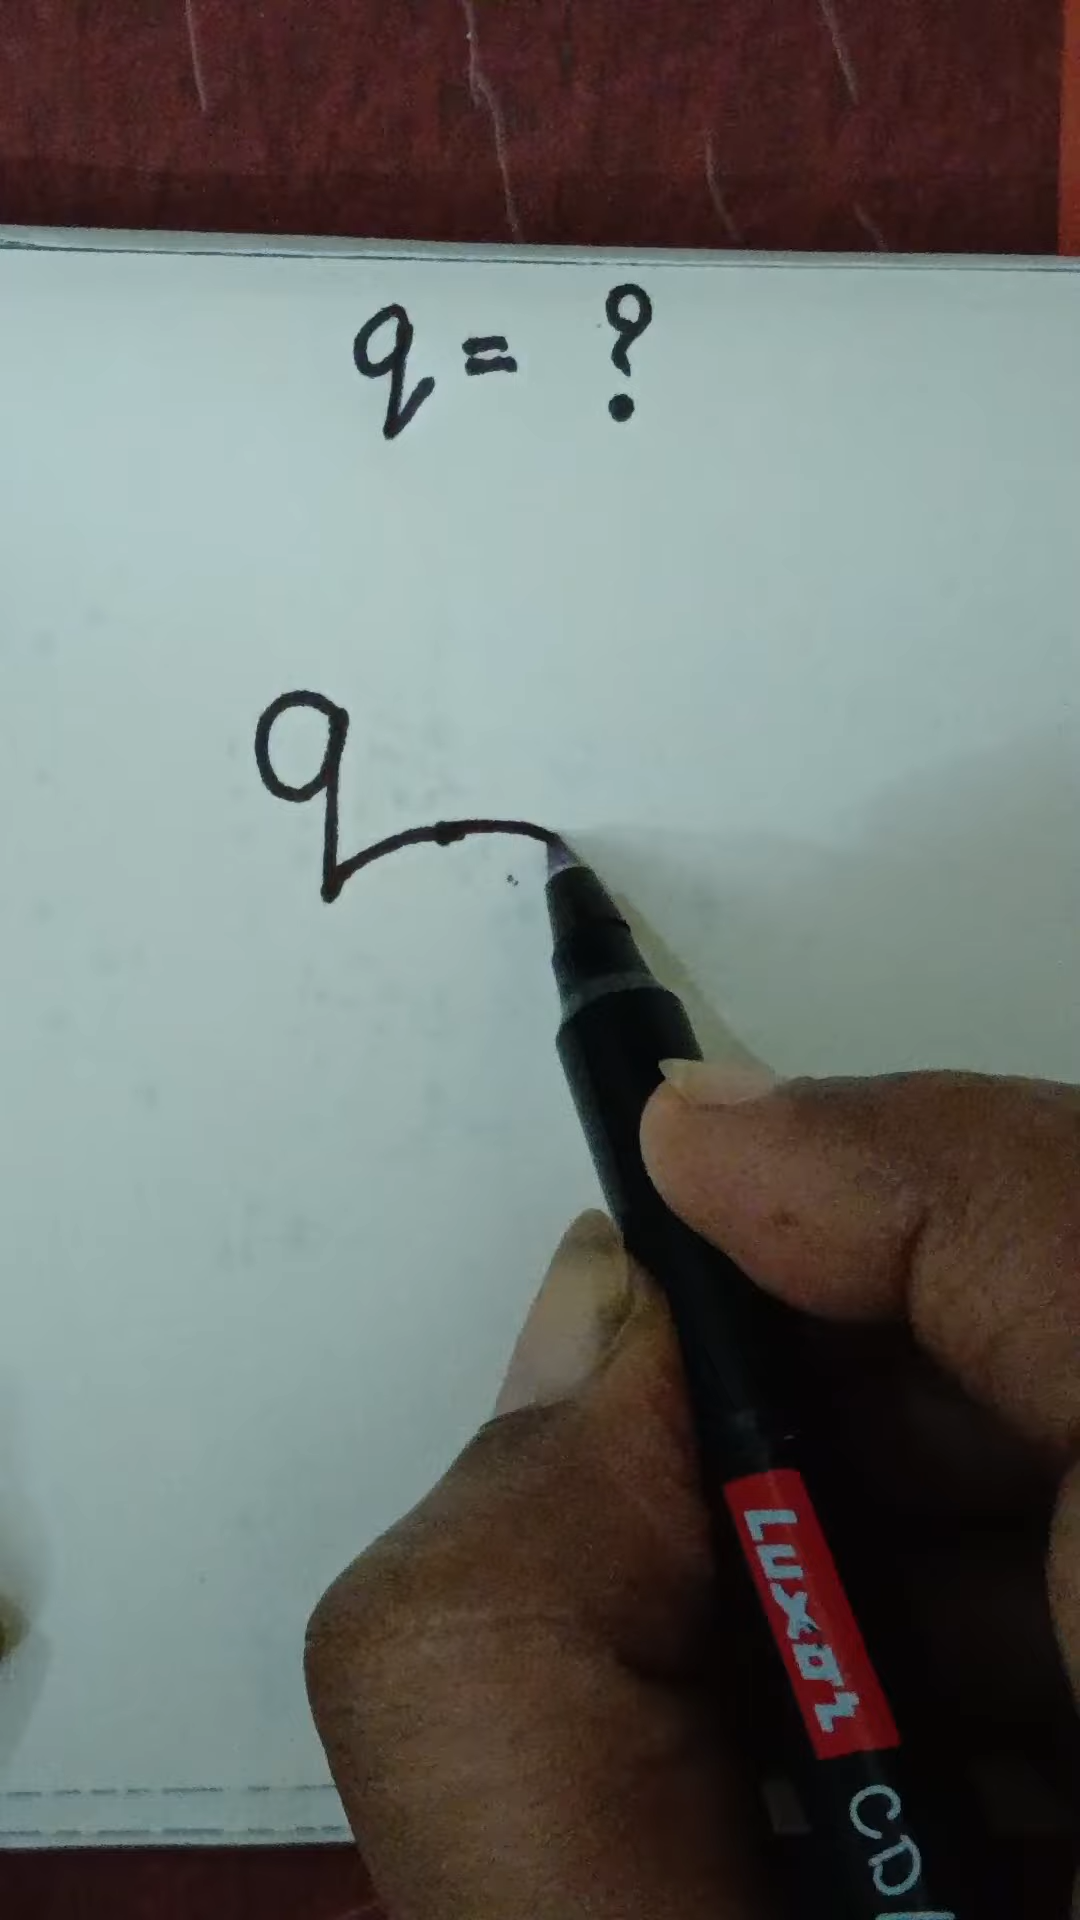 q = ?
q
Luxor
CD